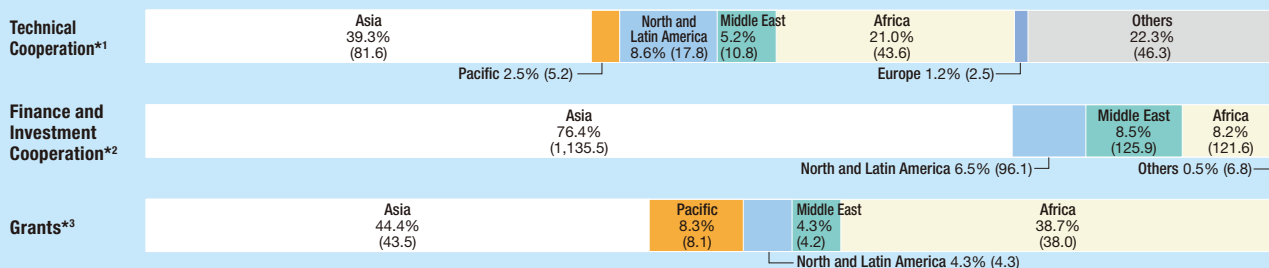 Technical
Cooperation*1
Asia
39.3%
(81.6)
Pacific 2.5% (5.2)
North and
Latin America
8.6% (17.8)
Middle East
5.2%
(10.8)
Africa
21.0%
(43.6)
Europe 1.2% (2.5)
Others
22.3%
(46.3)
Finance and
Investment
Cooperation*2
Asia
76.4%
(1,135.5)
North and Latin America 6.5% (96.1)
Middle East
8.5%
(125.9)
Africa
8.2%
(121.6)
Others 0.5% (6.8)
Grants*3
Asia
44.4%
(43.5)
Pacific
8.3%
(8.1)
North and Latin America 4.3% (4.3)
Middle East
4.3%
(4.2)
Africa
38.7%
(38.0)